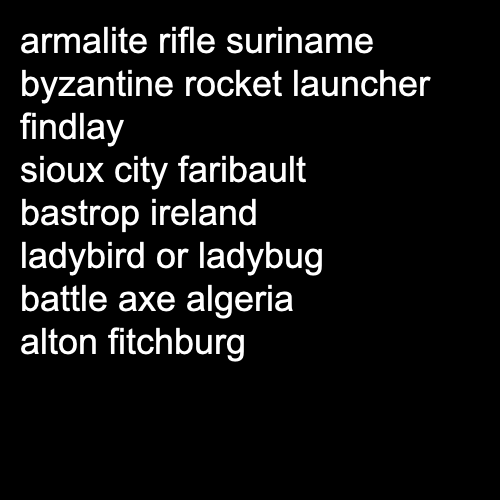 armalite rifle suriname
byzantine rocket launcher
findlay
sioux city faribault
bastrop ireland
ladybird or ladybug
battle axe algeria
alton fitchburg